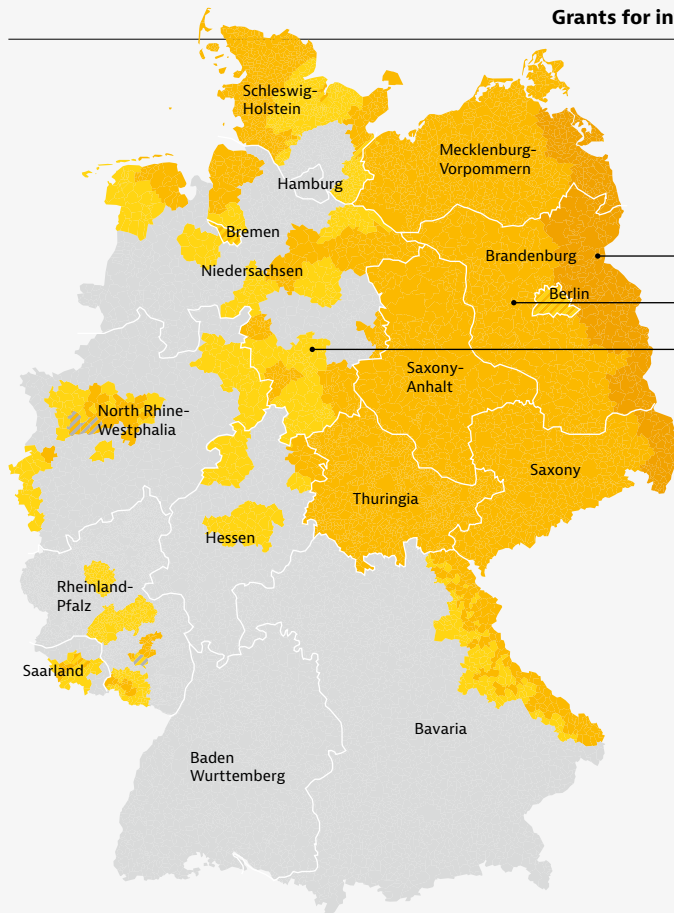 Grants for in
Schleswig-
Holstein
Mecklenburg-
Vorpommern
Hamburg
Bremen
Brandenburg
Niedersachsen
Berlin
Saxony-
Anhalt
North Rhine-
Westphalia
Saxony
Thuringia
Hessen
Rheinland-
Pfalz
Saarland
Bavaria
Baden
Wurttemberg